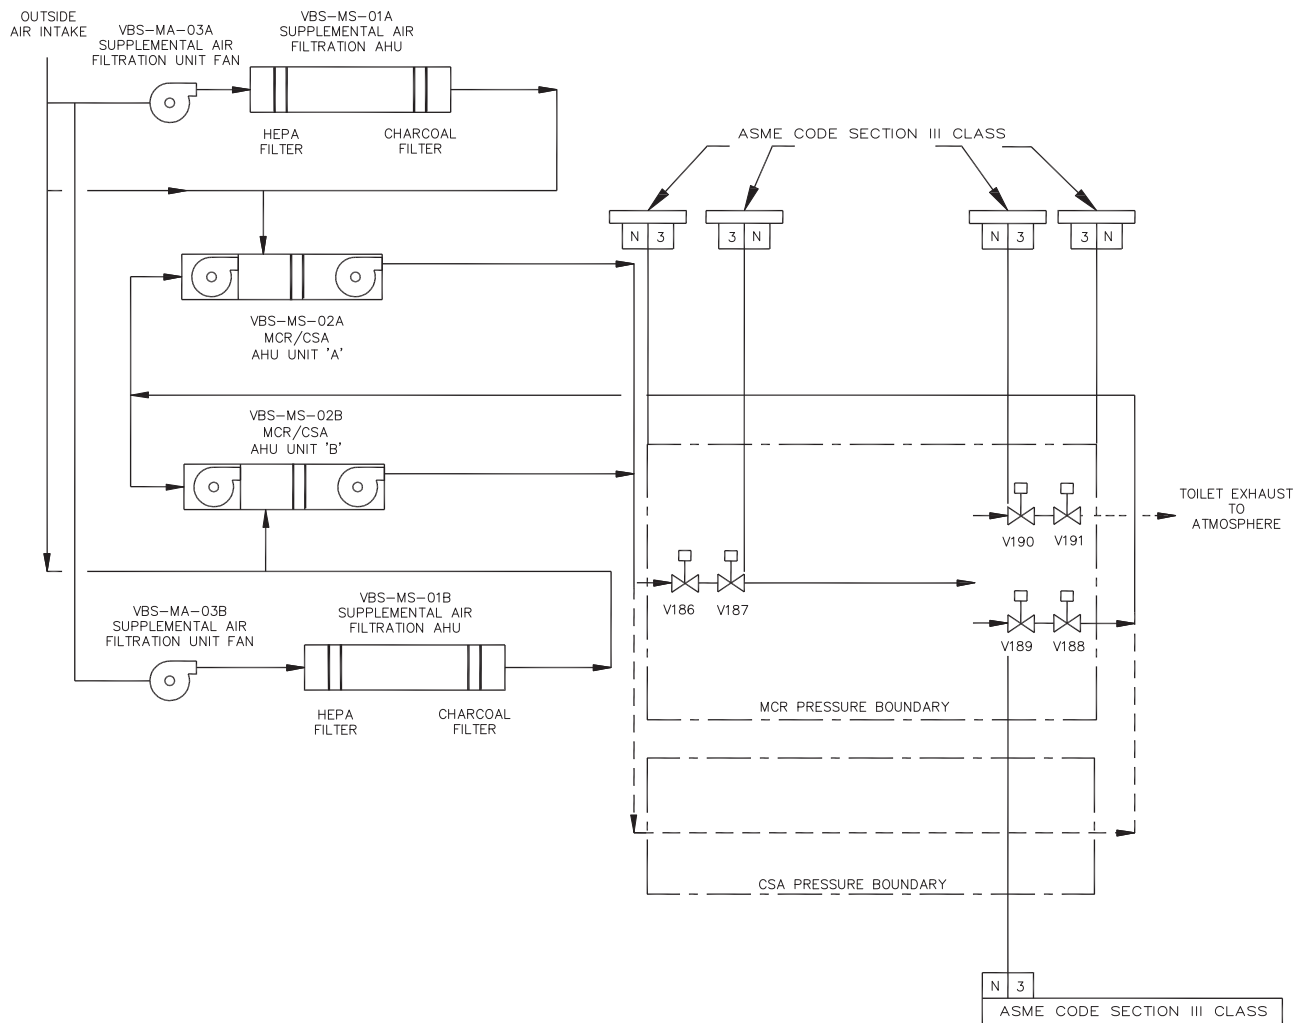 OUTSIDE
AIR INTAKE
VBS-MA-03A
SUPPLEMENTAL AIR
FILTRATION UNIT FAN
VBS-MS-01A
SUPPLEMENTAL AIR
FILTRATION AHU
HEPA
FILTER
CHARCOAL
FILTER
ASME CODE SECTION III CLASS
N 3
3 N
N 3
3 N
VBS-MS-02A
MCR/CSA
AHU UNIT 'A'
VBS-MS-02B
MCR/CSA
AHU UNIT 'B'
TOILET EXHAUST
TO
ATMOSPHERE
V190
V191
V186
V187
V189
V188
VBS-MA-03B
SUPPLEMENTAL AIR
FILTRATION UNIT FAN
VBS-MS-01B
SUPPLEMENTAL AIR
FILTRATION AHU
HEPA
FILTER
CHARCOAL
FILTER
MCR PRESSURE BOUNDARY
CSA PRESSURE BOUNDARY
N 3
ASME CODE SECTION III CLASS